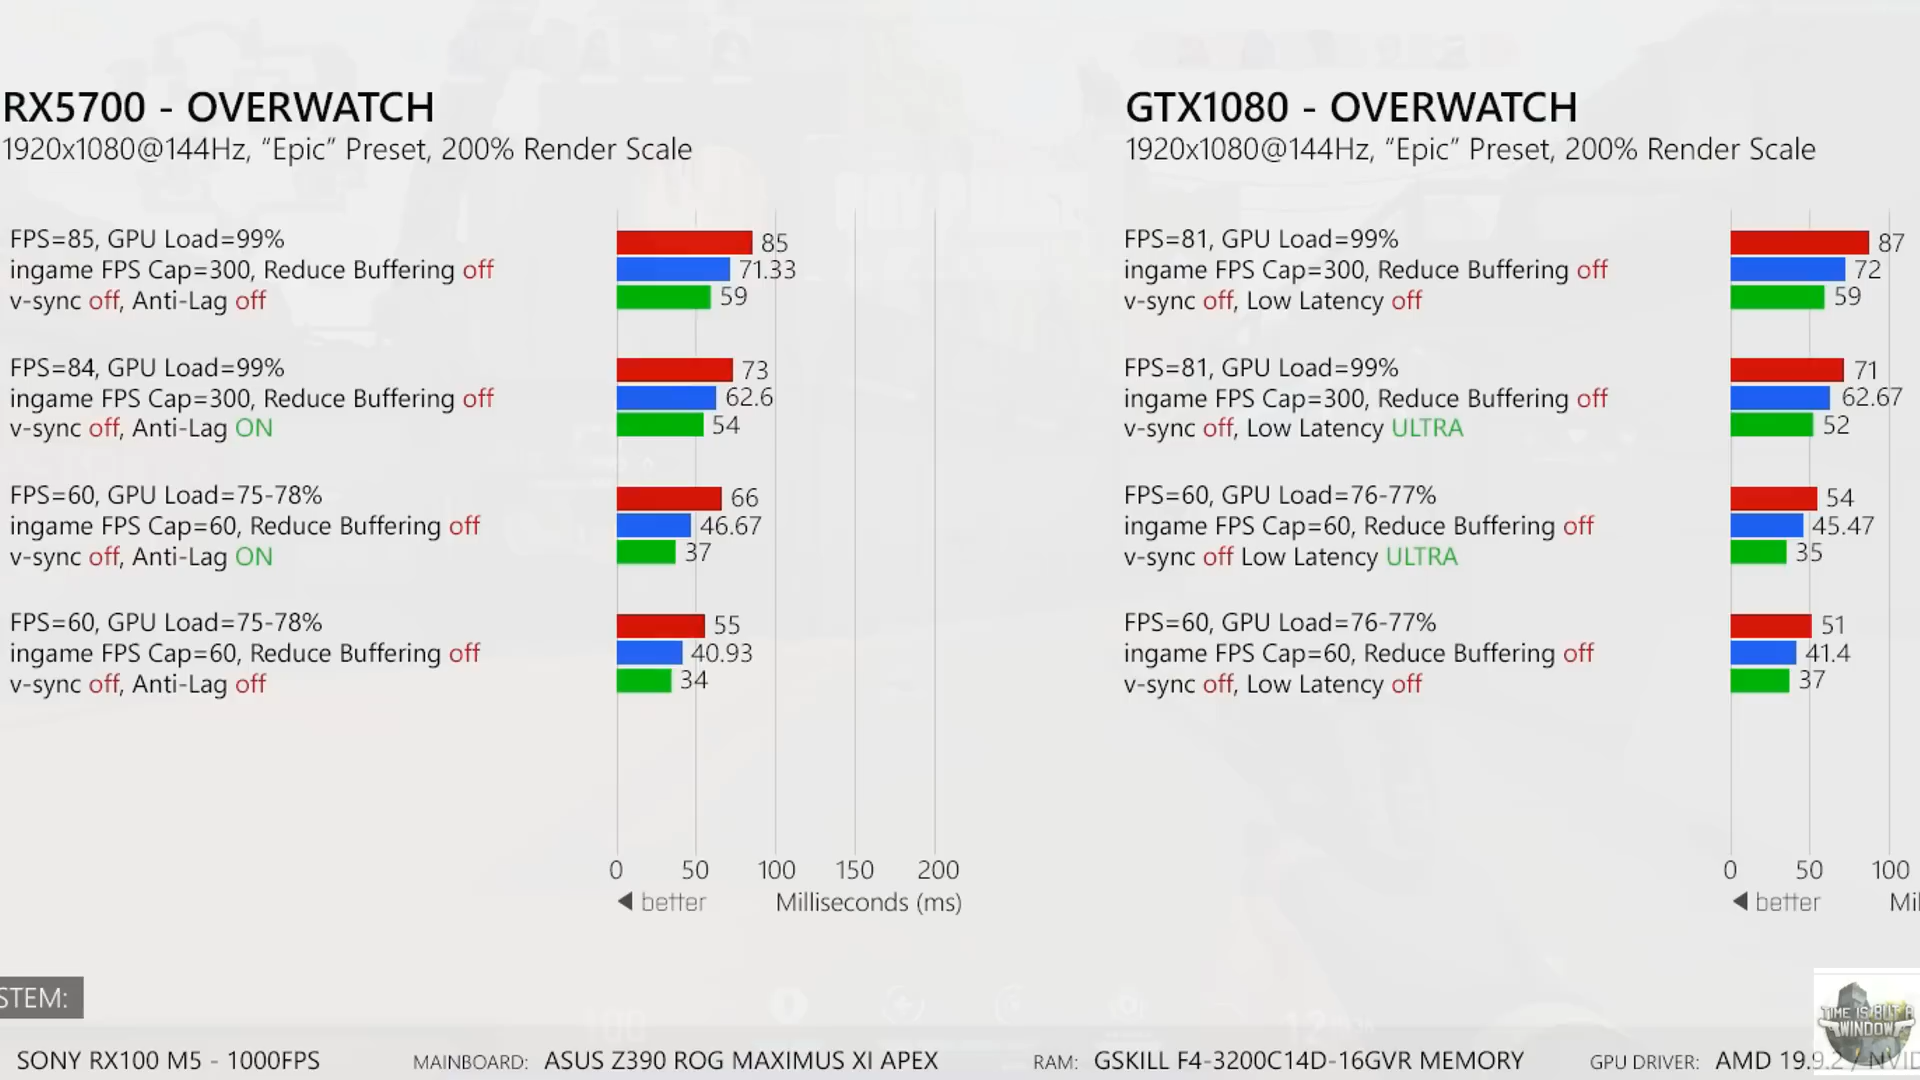 RX5700 - OVERWATCH
1920x1080@144Hz, “Epic” Preset, 200% Render Scale
FPS=85, GPU Load=99%
ingame FPS Cap=300, Reduce Buffering off
v-sync off, Anti-Lag off
85
71.33
59
FPS=84, GPU Load=99%
ingame FPS Cap=300, Reduce Buffering off
v-sync off, Anti-Lag ON
73
62.6
54
FPS=60, GPU Load=75-78%
ingame FPS Cap=60, Reduce Buffering off
v-sync off, Anti-Lag ON
66
46.67
37
FPS=60, GPU Load=75-78%
ingame FPS Cap=60, Reduce Buffering off
v-sync off, Anti-Lag off
55
40.93
34
0 50 100 150 200
◄ better Milliseconds (ms)
GTX1080 - OVERWATCH
1920x1080@144Hz, “Epic” Preset, 200% Render Scale
FPS=81, GPU Load=99%
ingame FPS Cap=300, Reduce Buffering off
v-sync off, Low Latency off
87
72
59
FPS=81, GPU Load=99%
ingame FPS Cap=300, Reduce Buffering off
v-sync off, Low Latency ULTRA
71
62.67
52
FPS=60, GPU Load=76-77%
ingame FPS Cap=60, Reduce Buffering off
v-sync off Low Latency ULTRA
54
45.47
35
FPS=60, GPU Load=76-77%
ingame FPS Cap=60, Reduce Buffering off
v-sync off, Low Latency off
51
41.4
37
0 50 100
◄ better Mil
STEM:
TIME IS BUT A
WINDOW
SONY RX100 M5 - 1000FPS MAINBOARD: ASUS Z390 ROG MAXIMUS XI APEX RAM: GSKILL F4-3200C14D-16GVR MEMORY GPU DRIVER: AMD 19.9.2 / NVID